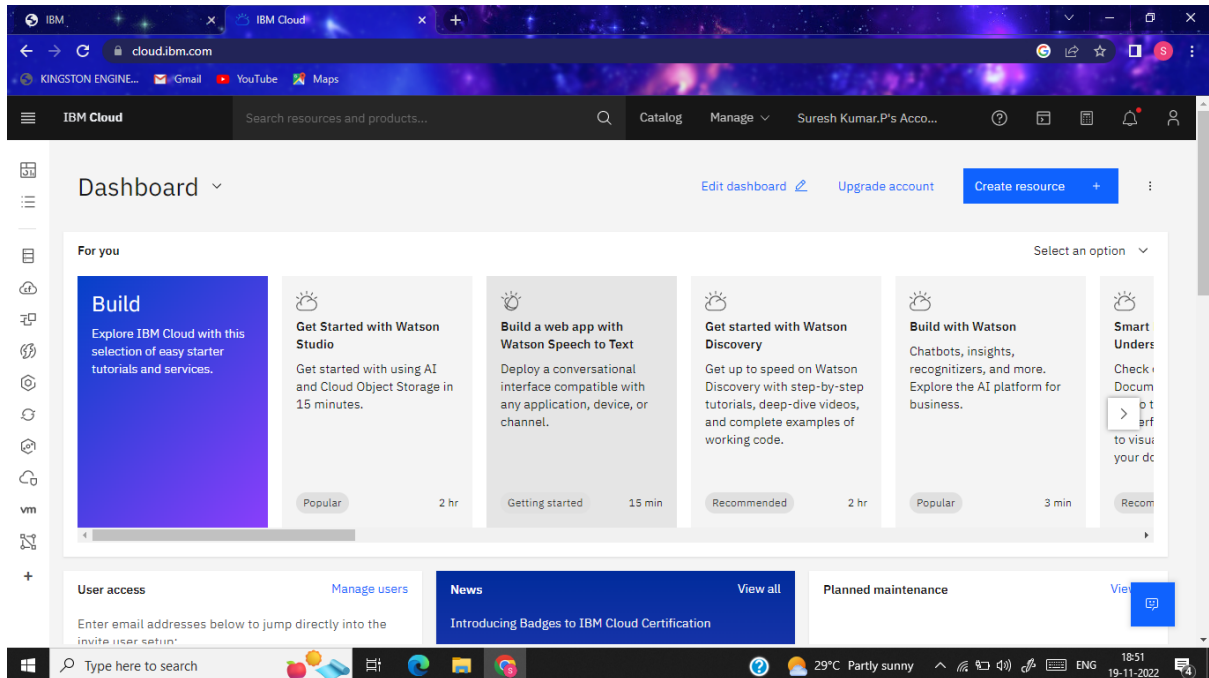 IBM
IBM Cloud
cloud.ibm.com
KINGSTON ENGINE...
Gmail
YouTube
Maps
IBM Cloud
Search resources and products...
Catalog
Manage
Suresh Kumar.P's Acco...
Dashboard
Edit dashboard
Upgrade account
Create resource +
For you
Select an option
Build
Explore IBM Cloud with this
selection of easy starter
tutorials and services.
Get Started with Watson
Studio
Get started with using AI
and Cloud Object Storage in
15 minutes.
Popular
2 hr
Build a web app with
Watson Speech to Text
Deploy a conversational
interface compatible with
any application, device, or
channel.
Getting started
15 min
Get started with Watson
Discovery
Get up to speed on Watson
Discovery with step-by-step
tutorials, deep-dive videos,
and complete examples of
working code.
Recommended
2 hr
Build with Watson
Chatbots, insights,
recognitizers, and more.
Explore the AI platform for
business.
Popular
3 min
Smart
Unders
Check
Docum
to visua
your do
Recom
vm
User access
Manage users
Enter email addresses below to jump directly into the
invite user setup:
News
View all
Introducing Badges to IBM Cloud Certification
Planned maintenance
Type here to search
29°C Partly sunny
ENG
18:51
19-11-2022